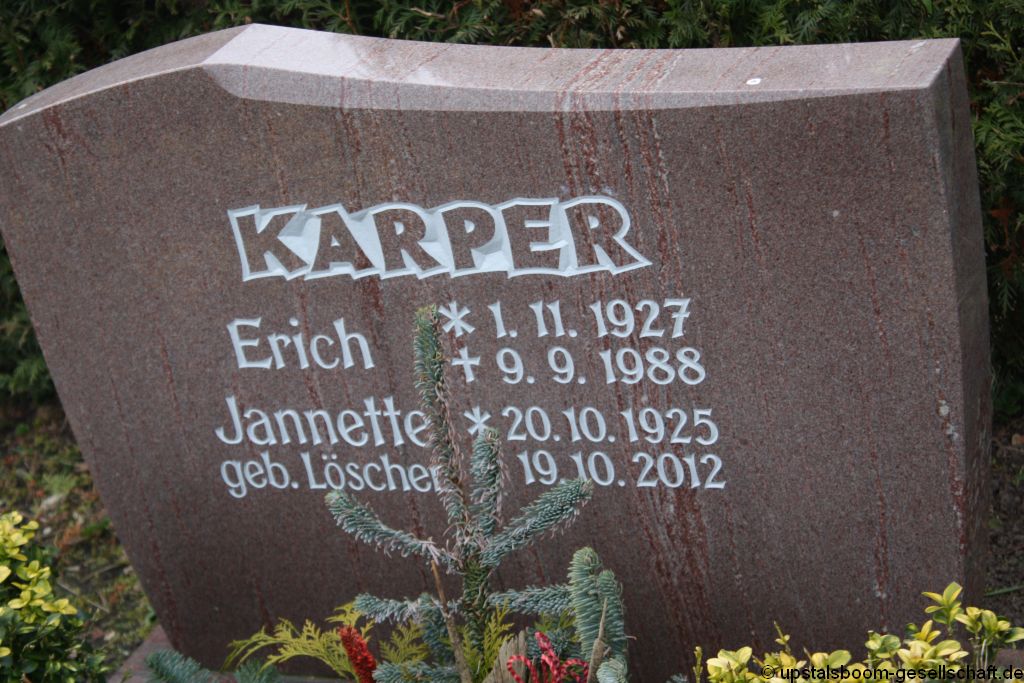 KARPER
Erich * 1. 11. 1927
+ 9. 9. 1988
Jannette * 20. 10. 1925
geb. 19. 10. 2012
© upstalsboom-gesellschaft.de